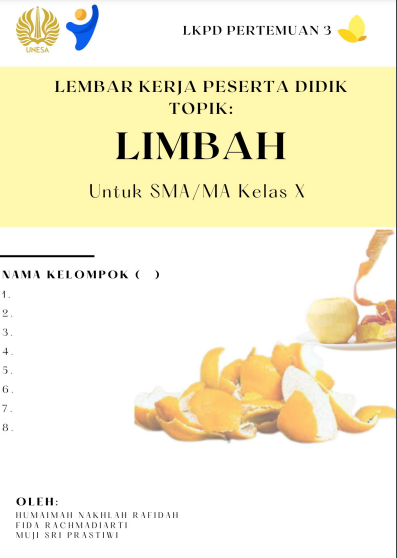 UNESA
LKPD PERTEMUAN 3
LEMBAR KERJA PESERTA DIDIK
TOPIK:
LIMBAH
Untuk SMA/MA Kelas X
NAMA KELOMPOK (   )
1.
2.
3.
4.
5.
6.
7.
8.
OLEH:
HUMAIMAH NAKHLAH RAFIDAH
FIDA RACHMADIARTI
MUJI SRI PRASTIWI